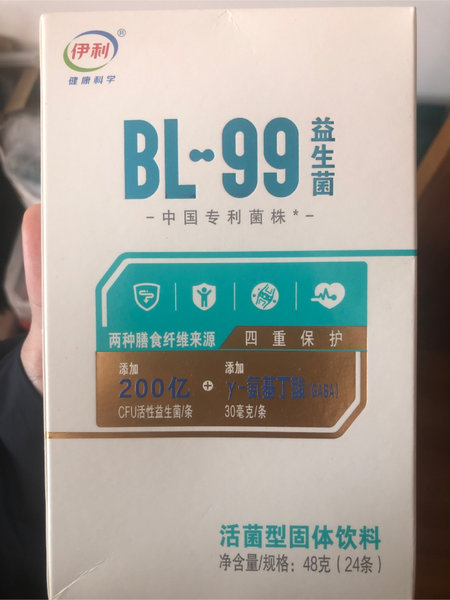 伊利®
健康科学
BL-99益生菌
-中国专利菌株*-
两种膳食纤维来源 四重保护
添加 添加
200亿 + γ-氨基丁酸(GABA)
CFU活性益生菌/条 30毫克/条
活菌型固体饮料
净含量/规格：48克（24条）